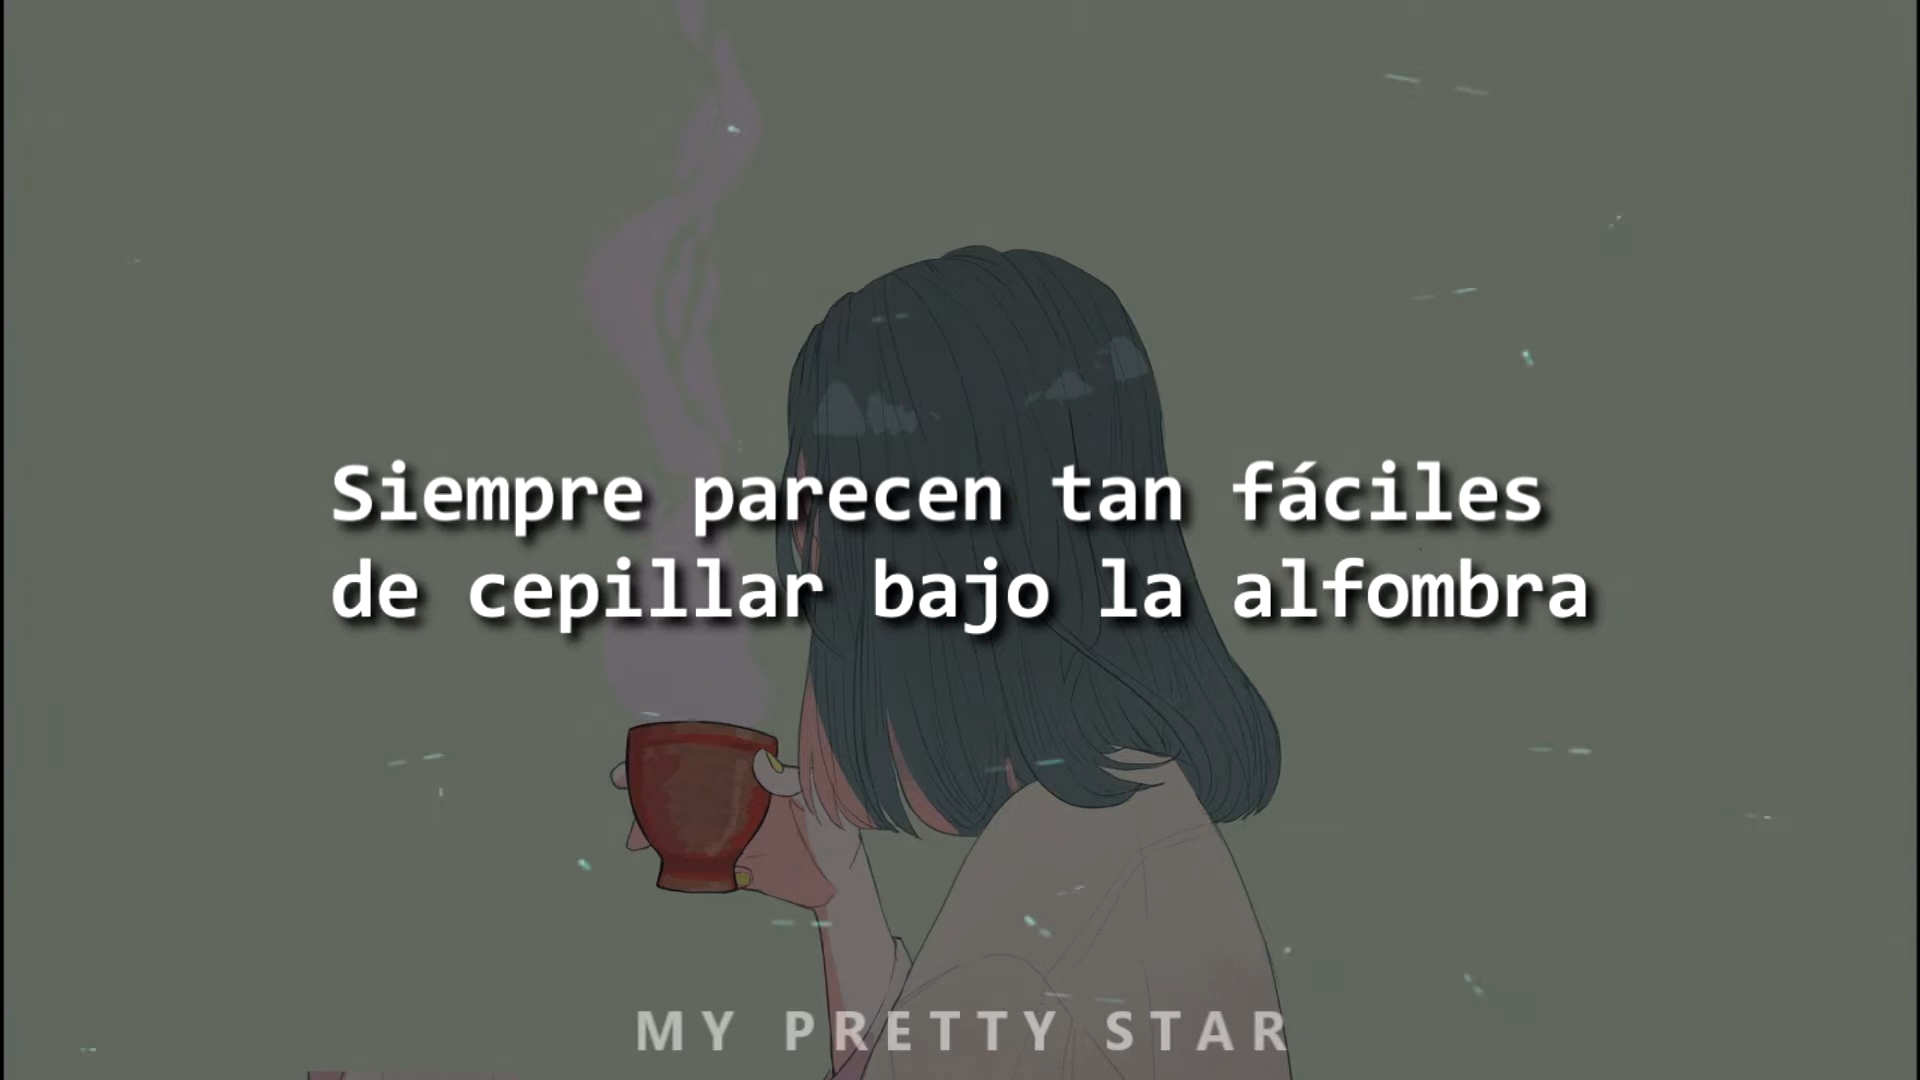 Siempre parecen tan fáciles
de cepillar bajo la alfombra
MY PRETTY STAR